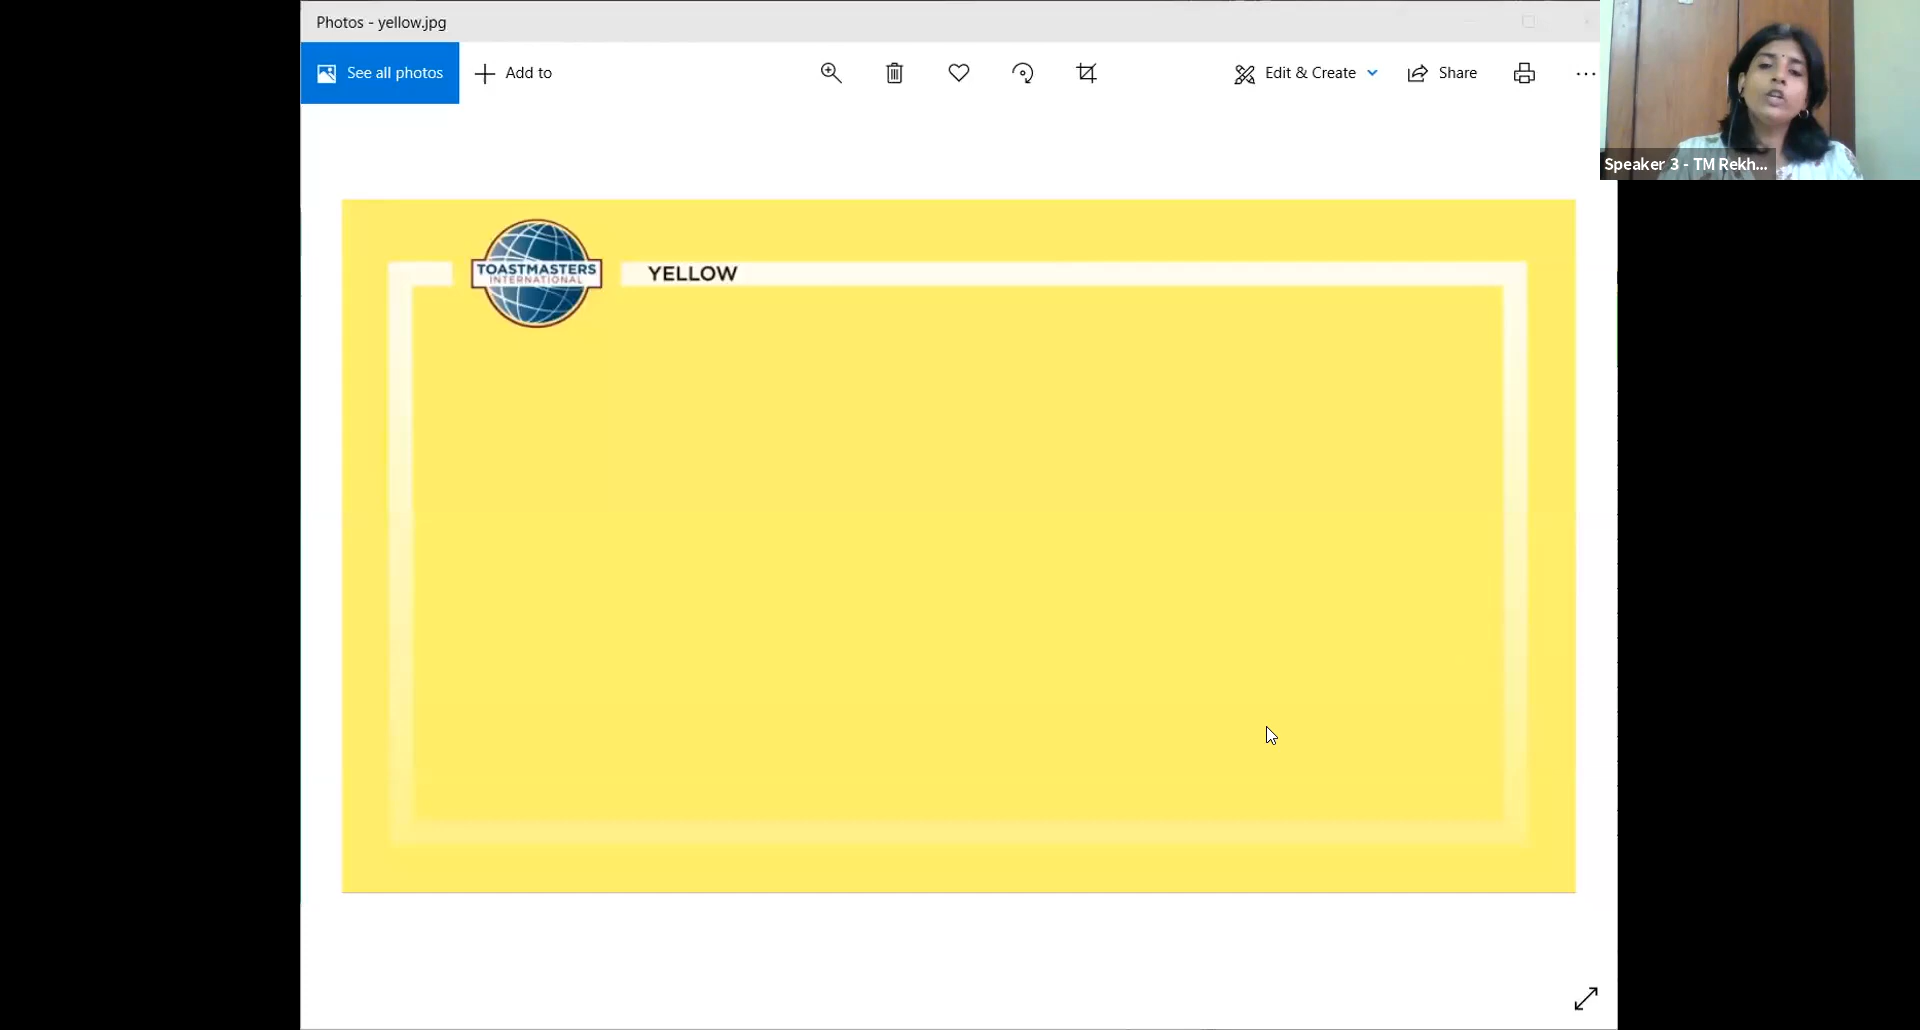 Photos - yellow.jpg
See all photos
Add to
Edit & Create
Share
Speaker 3 - TM Rekh...
TOASTMASTERS
INTERNATIONAL
YELLOW